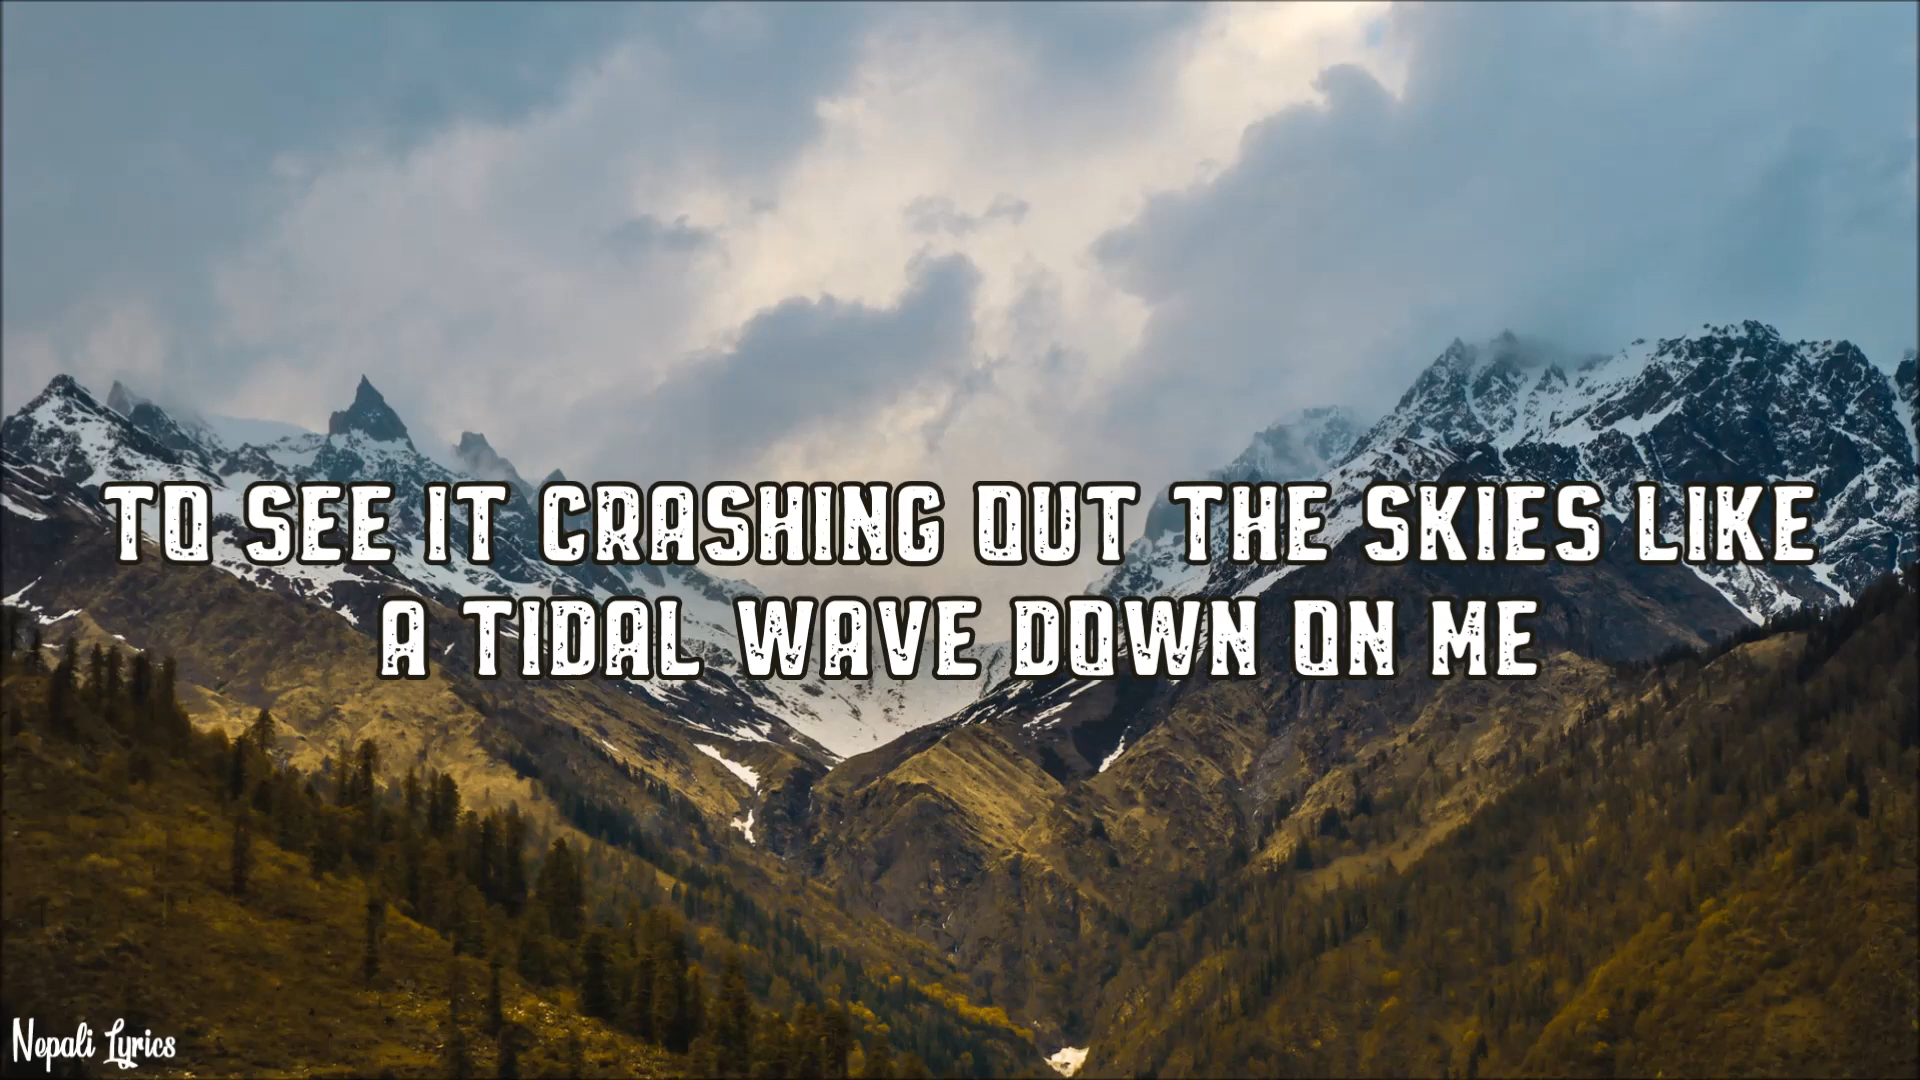 TO SEE IT CRASHING OUT THE SKIES LIKE
A TIDAL WAVE DOWN ON ME
Nepali Lyrics